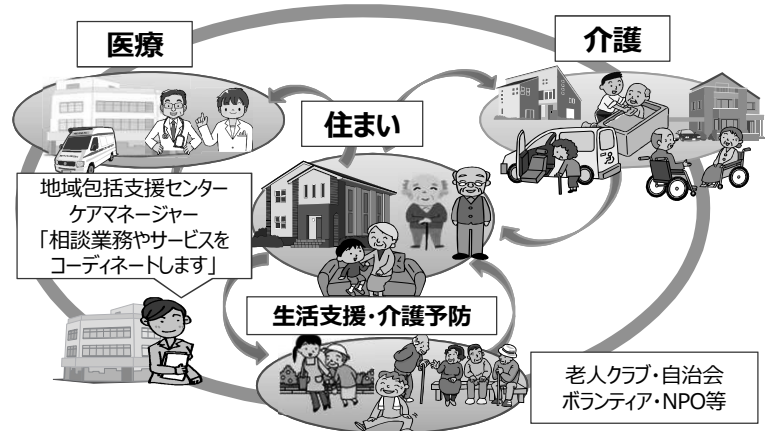 医療
介護
住まい
地域包括支援センター
ケアマネージャー
「相談業務やサービスを
コーディネートします」
生活支援・介護予防
老人クラブ・自治会
ボランティア・NPO等